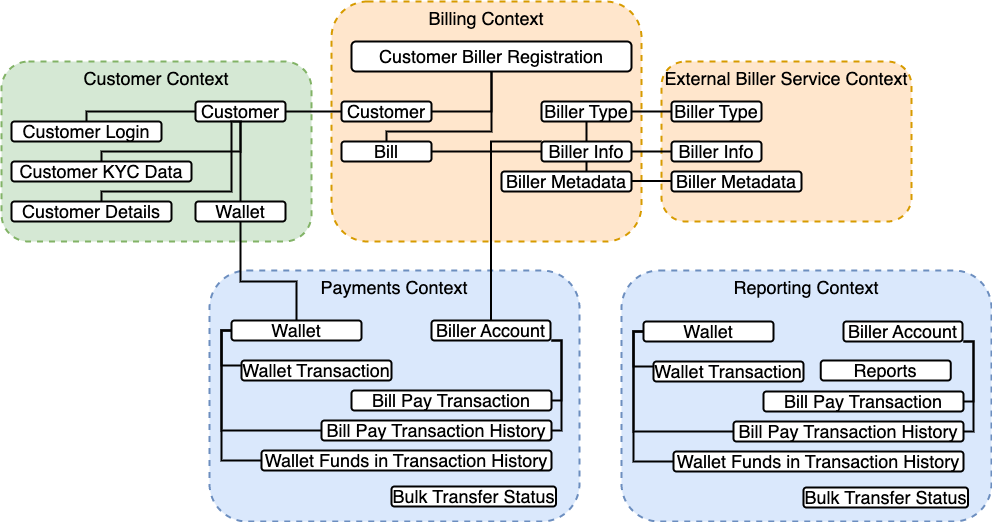 Billing Context
Customer Biller Registration
Customer
Biller Type
Bill
Biller Info
Biller Metadata
Customer Context
Customer
Customer Login
Customer KYC Data
Customer Details
Wallet
External Biller Service Context
Biller Type
Biller Info
Biller Metadata
Payments Context
Wallet
Biller Account
Wallet Transaction
Bill Pay Transaction
Bill Pay Transaction History
Wallet Funds in Transaction History
Bulk Transfer Status
Reporting Context
Wallet
Biller Account
Wallet Transaction
Reports
Bill Pay Transaction
Bill Pay Transaction History
Wallet Funds in Transaction History
Bulk Transfer Status